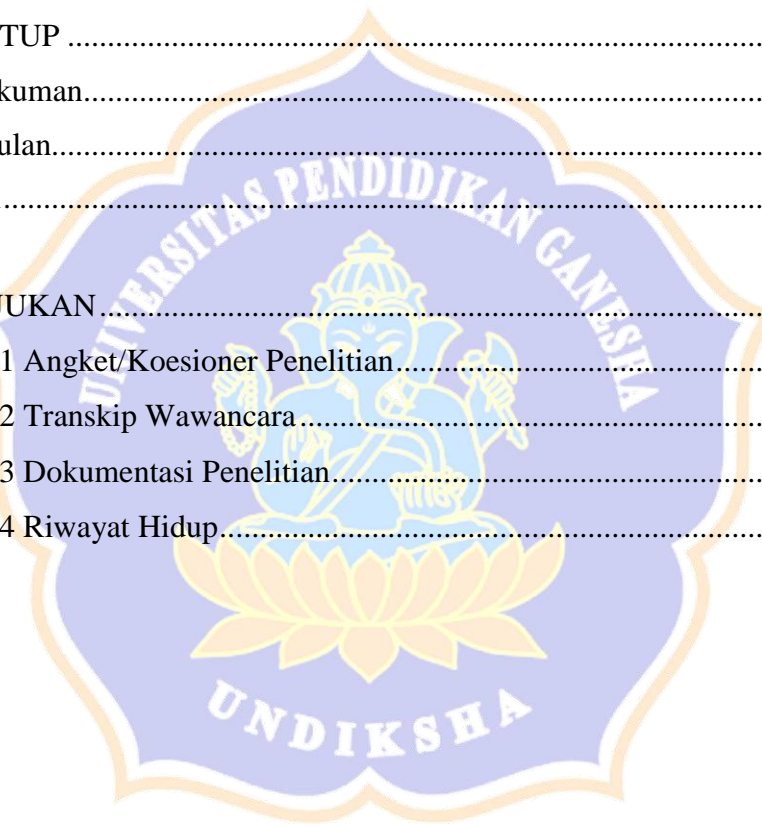 TUP ................................................................................................
kuman................................................................................................
ulan................................................................................................
................................................................................................
UNIVERSITAS PENDIDIKAN GANESHA
UKAN................................................................................................
1 Angket/Koesioner Penelitian................................................................
2 Transkip Wawancara................................................................
3 Dokumentasi Penelitian................................................................
4 Riwayat Hidup................................................................
UNDIKSHA